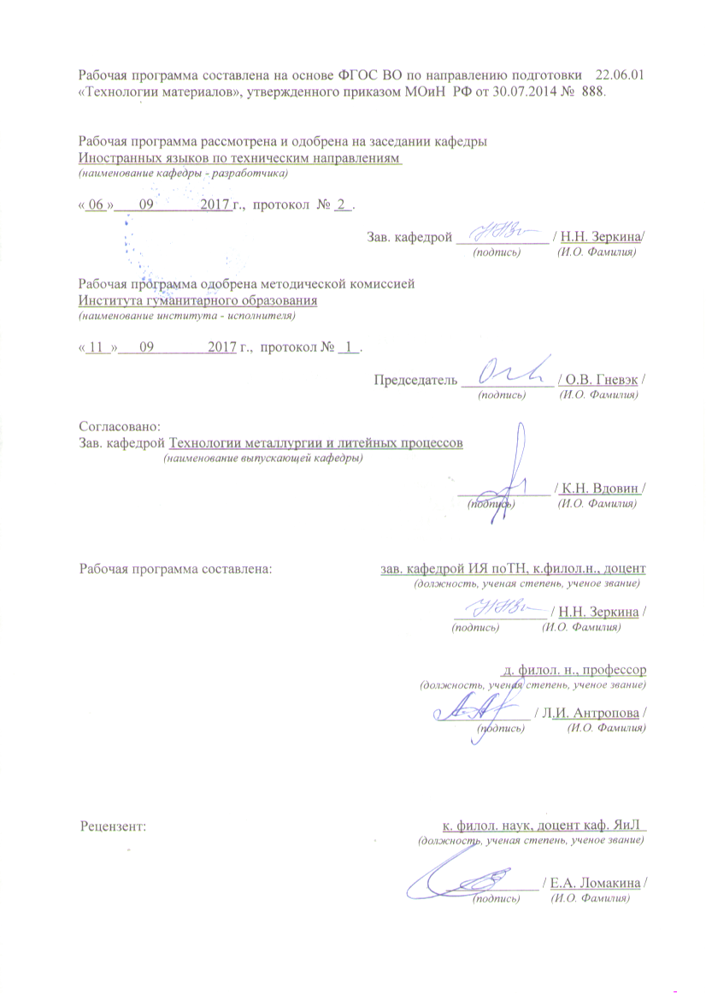 Рабочая программа составлена на основе ФГОС ВО по направлению подготовки 22.06.01
«Технологии материалов», утвержденного приказом МОиН РФ от 30.07.2014 № 888.
Рабочая программа рассмотрена и одобрена на заседании кафедры
Иностранных языков по техническим направлениям
(наименование кафедры - разработчика)
« 06 » 09 2017 г., протокол № 2 .
Зав. кафедрой ____________ / Н.Н. Зеркина/
(подпись) (И.О. Фамилия)
Рабочая программа одобрена методической комиссией
Института гуманитарного образования
(наименование института - исполнителя)
« 11 » 09 2017 г., протокол № 1 .
Председатель ____________ / О.В. Гневэк /
(подпись) (И.О. Фамилия)
Согласовано:
Зав. кафедрой Технологии металлургии и литейных процессов
(наименование выпускающей кафедры)
____________ / К.Н. Вдовин /
(подпись) (И.О. Фамилия)
Рабочая программа составлена: зав. кафедрой ИЯ поТН, к.филол.н., доцент
(должность, ученая степень, ученое звание)
____________ / Н.Н. Зеркина /
(подпись) (И.О. Фамилия)
д. филол. н., профессор
(должность, ученая степень, ученое звание)
____________ / Л.И. Антропова /
(подпись) (И.О. Фамилия)
Рецензент: к. филол. наук, доцент каф. ЯиЛ
(должность, ученая степень, ученое звание)
____________ / Е.А. Ломакина /
(подпись) (И.О. Фамилия)